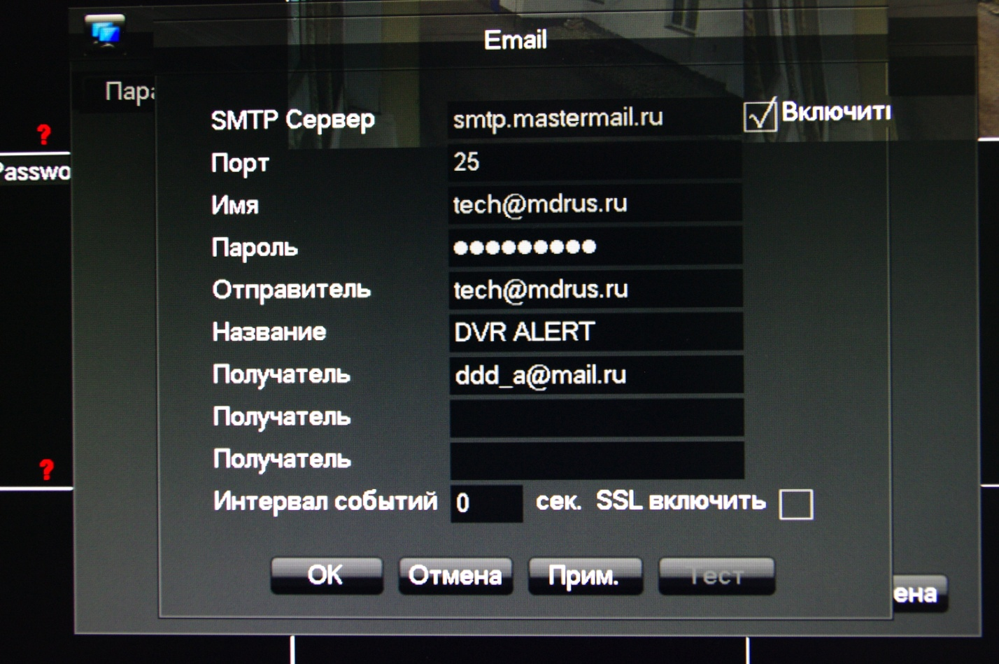 Email
Пара
SMTP Сервер smtp.mastermail.ru Включить
?
Порт 25
Passwo
Имя tech@mdrus.ru
Пароль ●●●●●●●●●
Отправитель tech@mdrus.ru
Название DVR ALERT
Получатель ddd_a@mail.ru
Получатель
Получатель
?
Интервал событий 0 сек. SSL включить
OK Отмена Прим. Тест
ена